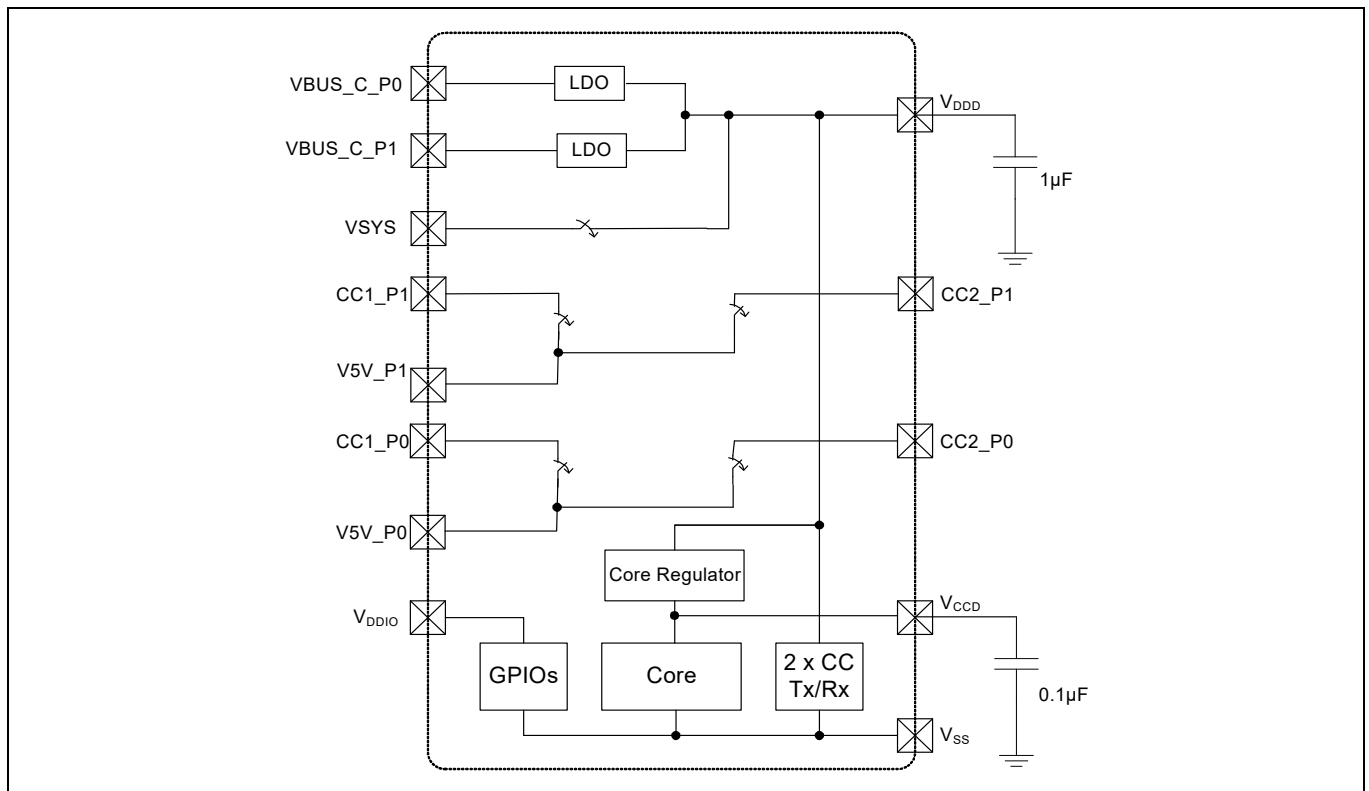 VBUS_C_P0
LDO
VDDD
VBUS_C_P1
LDO
1µF
VSYS
CC1_P1
CC2_P1
V5V_P1
CC1_P0
CC2_P0
V5V_P0
Core Regulator
VDDIO
VCCD
GPIOs
Core
2 x CC
Tx/Rx
0.1µF
VSS